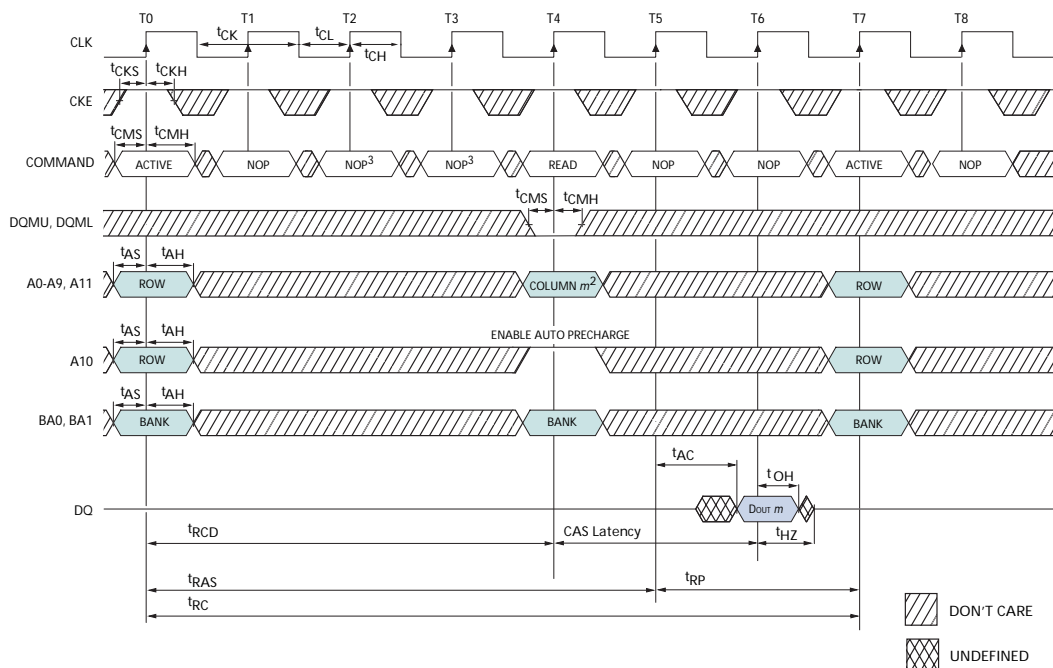 T0 T1 T2 T3 T4 T5 T6 T7 T8
CLK tCK tCL tCH
tCKS tCKH
CKE
tCMS tCMH
COMMAND ACTIVE NOP NOP3 NOP3 READ NOP NOP ACTIVE NOP
tCMS tCMH
DQMU, DQML
tAS tAH
A0-A9, A11 ROW COLUMN m2 ROW
ENABLE AUTO PRECHARGE
tAS tAH
A10 ROW ROW
tAS tAH
BA0, BA1 BANK BANK BANK
tAC tOH
DQ DOUT m
tRCD CAS Latency tHZ
tRAS tRP
tRC
DON'T CARE
UNDEFINED